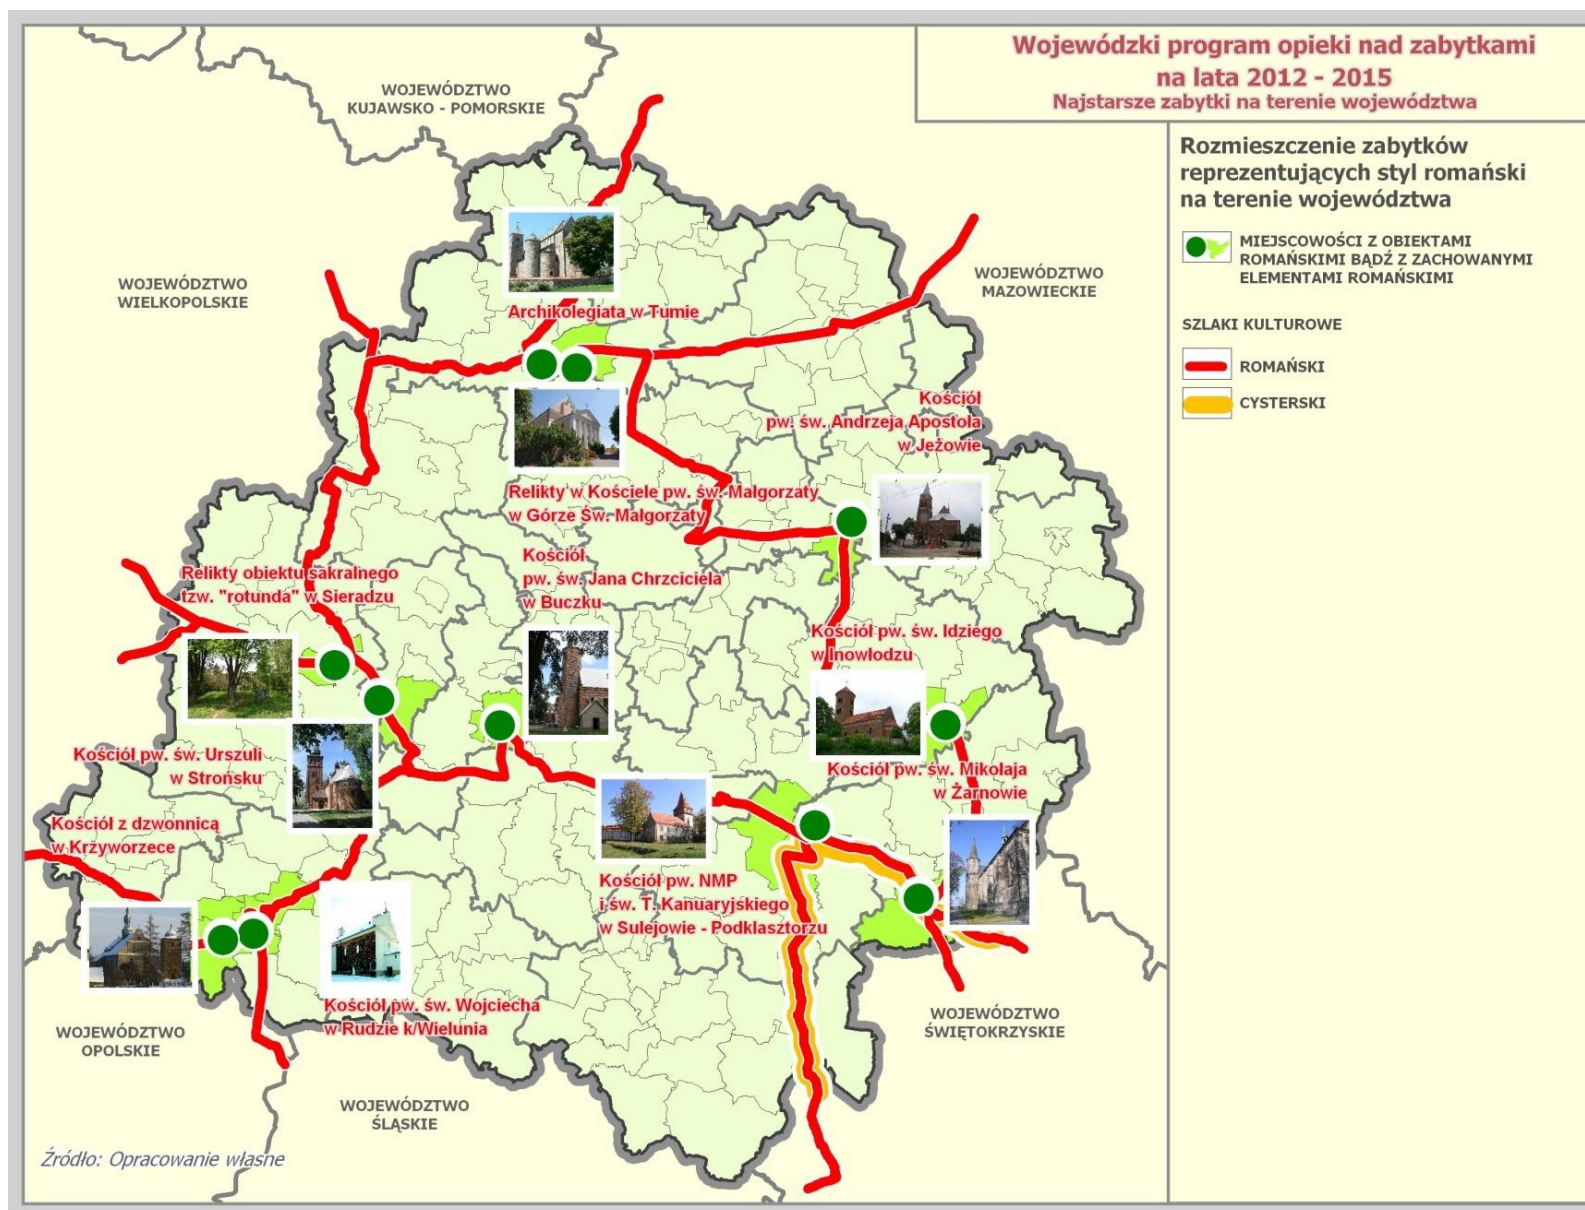 Wojewódzki program opieki nad zabytkami
na lata 2012 - 2015
Najstarsze zabytki na terenie województwa
Rozmieszczenie zabytków
reprezentujących styl romański
na terenie województwa
MIEJSCOWOŚCI Z OBIEKTAMI
ROMAŃSKIMI BĄDŹ Z ZACHOWANYMI
ELEMENTAMI ROMAŃSKIMI
SZLAKI KULTUROWE
ROMAŃSKI
CYSTERSKI
WOJEWÓDZTWO
KUJAWSKO - POMORSKIE
WOJEWÓDZTWO
WIELKOPOLSKIE
WOJEWÓDZTWO
MAZOWIECKIE
Archikolegiata w Tumie
Kościół
pw. św. Andrzeja Apostoła
w Jeżowie
Relikty w Kościele pw. św. Małgorzaty
w Górze Św. Małgorzaty
Kościół
pw. św. Jana Chrzciciela
w Buczku
Relikty obiektu sakralnego
tzw. "rotunda" w Sieradzu
Kościół pw. św. Idziego
w Inowłodzu
Kościół pw. św. Urszuli
w Strońsku
Kościół pw. św. Mikołaja
w Żarnowie
Kościół z dzwonnicą
w Krzyworzece
Kościół pw. NMP
i św. T. Kanuaryjskiego
w Sulejowie - Podklasztorzu
Kościół pw. św. Wojciecha
w Rudzie k/Wielunia
WOJEWÓDZTWO
OPOLSKIE
WOJEWÓDZTWO
ŚWIĘTOKRZYSKIE
WOJEWÓDZTWO
ŚLĄSKIE
Źródło: Opracowanie własne